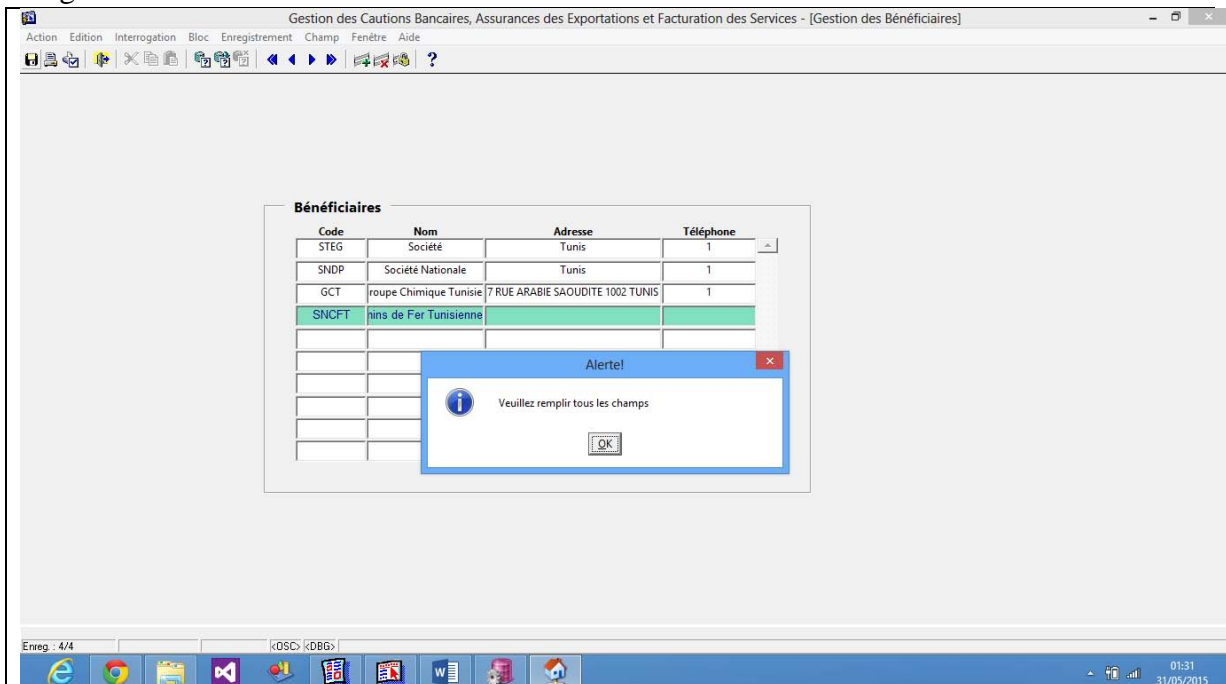 Gestion des Cautions Bancaires, Assurances des Exportations et Facturation des Services - [Gestion des Bénéficiaires]
Action Edition Interrogation Bloc Enregistrement Champ Fenêtre Aide
Bénéficiaires
Code Nom Adresse Téléphone
STEG Société Tunis 1
SNDP Société Nationale Tunis 1
GCT roupe Chimique Tunisie 7 RUE ARABIE SAOUDITE 1002 TUNIS 1
SNCFT nins de Fer Tunisienne
Alerte!
Veuillez remplir tous les champs
OK
Enreg. : 4/4 <OSC> <DBG>
01:31
31/05/2015